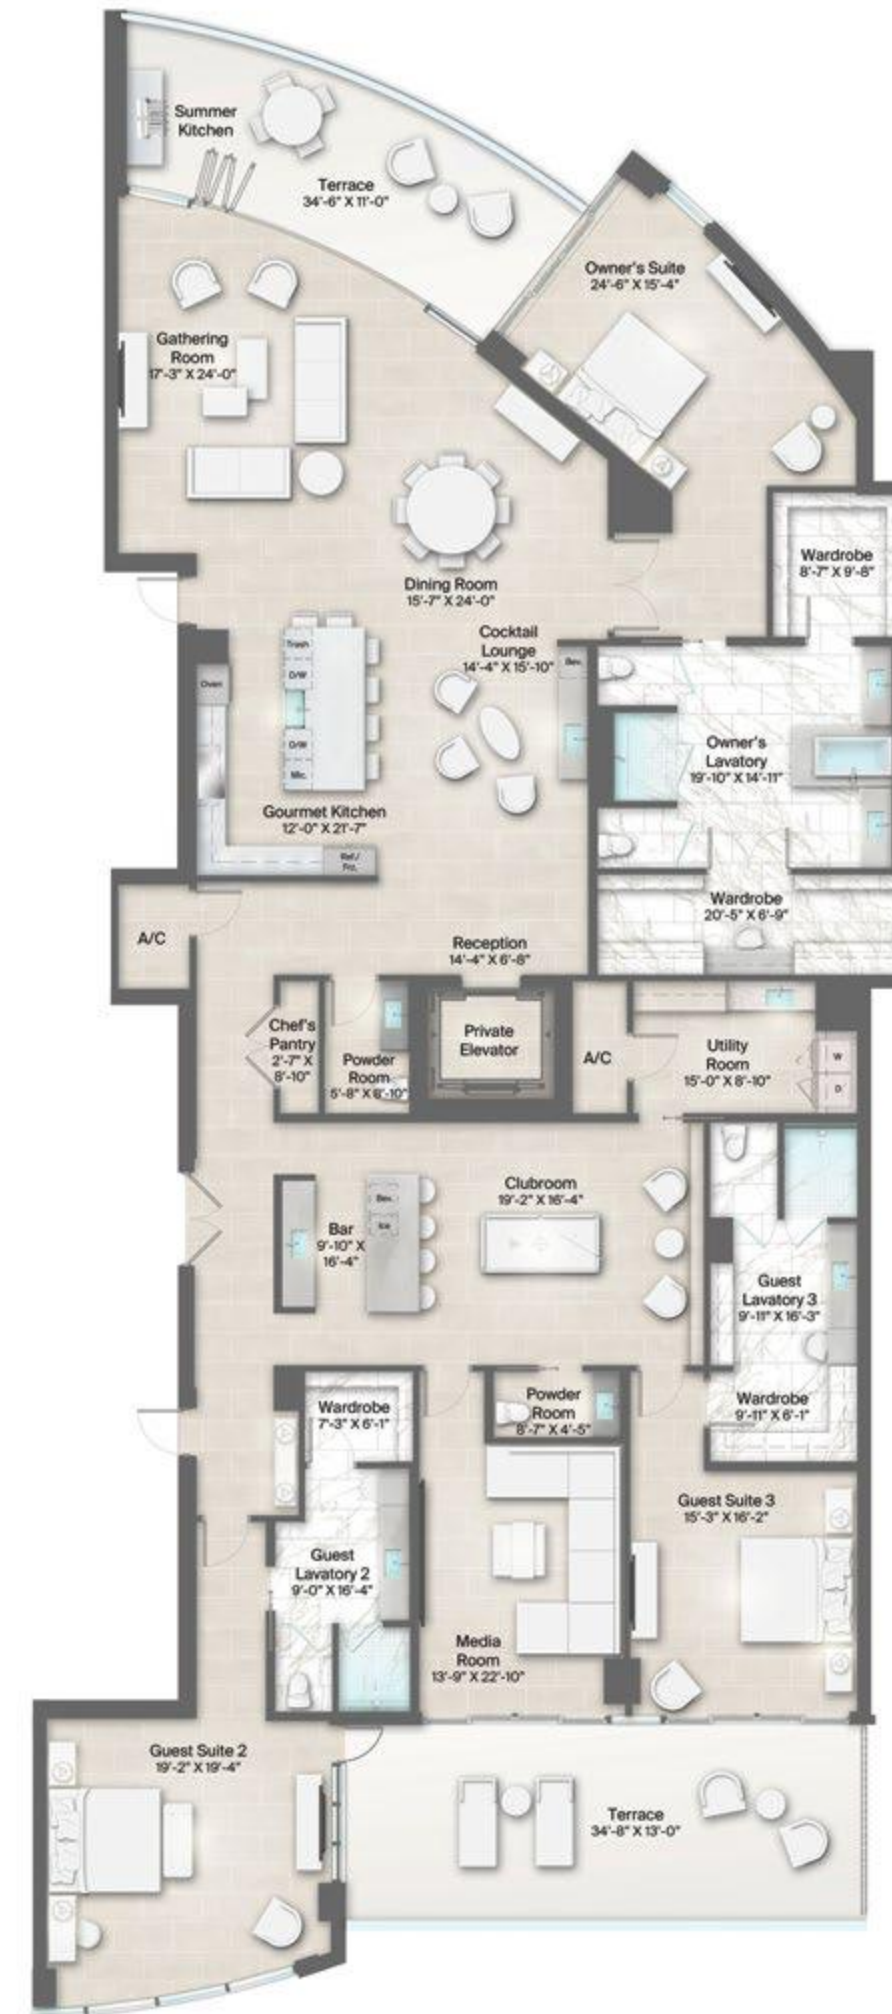 Summer
Kitchen
Terrace
34'-6" X 11'-0"
Owner's Suite
24'-6" X 15'-4"
Gathering
Room
17'-3" X 24'-0"
Wardrobe
8'-7" X 9'-8"
Dining Room
15'-7" X 24'-0"
Cocktail
Lounge
14'-4" X 15'-10"
Bev.
Trash
D/W
Oven
D/W
Mic.
Owner's
Lavatory
19'-10" X 14'-11"
Gourmet Kitchen
12'-0" X 21'-7"
Ref./
Frz.
Wardrobe
20'-5" X 6'-9"
A/C
Reception
14'-4" X 6'-8"
Chef's
Pantry
2'-7" X
8'-10"
Powder
Room
5'-8" X 8'-10"
Private
Elevator
A/C
Utility
Room
15'-0" X 8'-10"
W
D
Clubroom
19'-2" X 16'-4"
Bev.
Ice
Bar
9'-10" X
16'-4"
Guest
Lavatory 3
9'-11" X 16'-3"
Wardrobe
7'-3" X 6'-1"
Powder
Room
8'-7" X 4'-5"
Wardrobe
9'-11" X 6'-1"
Guest Suite 3
15'-3" X 16'-2"
Guest
Lavatory 2
9'-0" X 16'-4"
Media
Room
13'-9" X 22'-10"
Guest Suite 2
19'-2" X 19'-4"
Terrace
34'-8" X 13'-0"